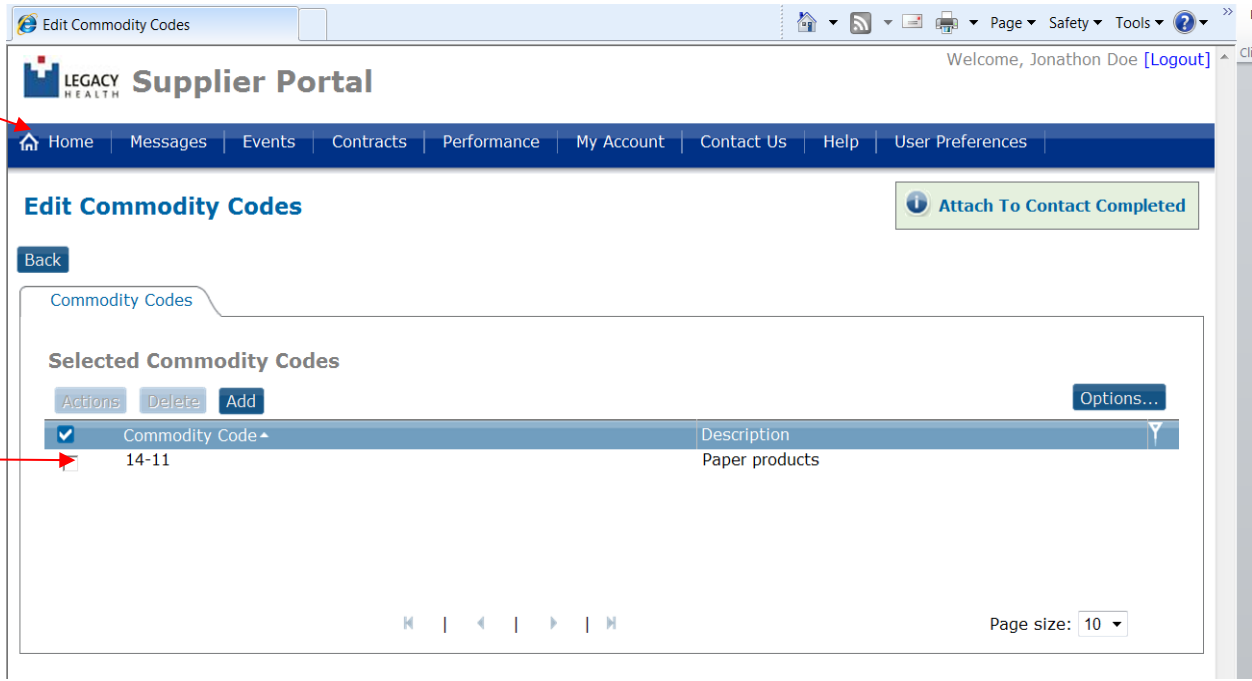 Edit Commodity Codes
Page Safety Tools
Welcome, Jonathon Doe [Logout]
LEGACY HEALTH Supplier Portal
Home Messages Events Contracts Performance My Account Contact Us Help User Preferences
Edit Commodity Codes
Attach To Contact Completed
Back
Commodity Codes
Selected Commodity Codes
Actions Delete Add Options...
Commodity Code Description
14-11 Paper products
Page size: 10